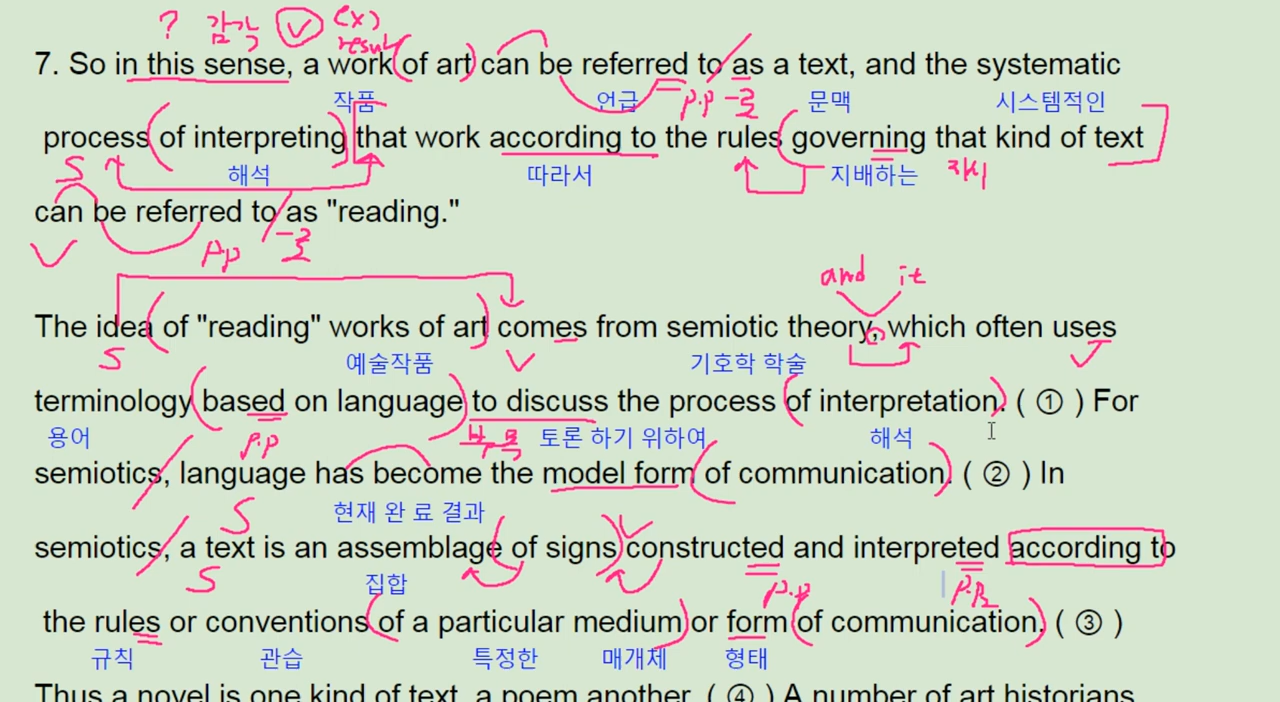 ? 감각 V (X)
result
7. So in this sense, a work of art can be referred to as a text, and the systematic
작품 언급 p.p -로 문맥 시스템적인
process of interpreting that work according to the rules governing that kind of text
S 해석 따라서 지배하는 지시
can be referred to as "reading."
V p.p -로
and it
The idea of "reading" works of art comes from semiotic theory, which often uses
S 예술작품 V 기호학 학술 V
terminology based on language to discuss the process of interpretation. ( ① ) For
용어 p.p 부 목 토론 하기 위하여 해석
semiotics, language has become the model form of communication. ( ② ) In
S 현재 완 료 결과
semiotics, a text is an assemblage of signs constructed and interpreted according to
S 집합 p.p p.p
the rules or conventions of a particular medium or form of communication. ( ③ )
규칙 관습 특정한 매개체 형태
Thus a novel is one kind of text, a poem another. ( ④ ) A number of art historians